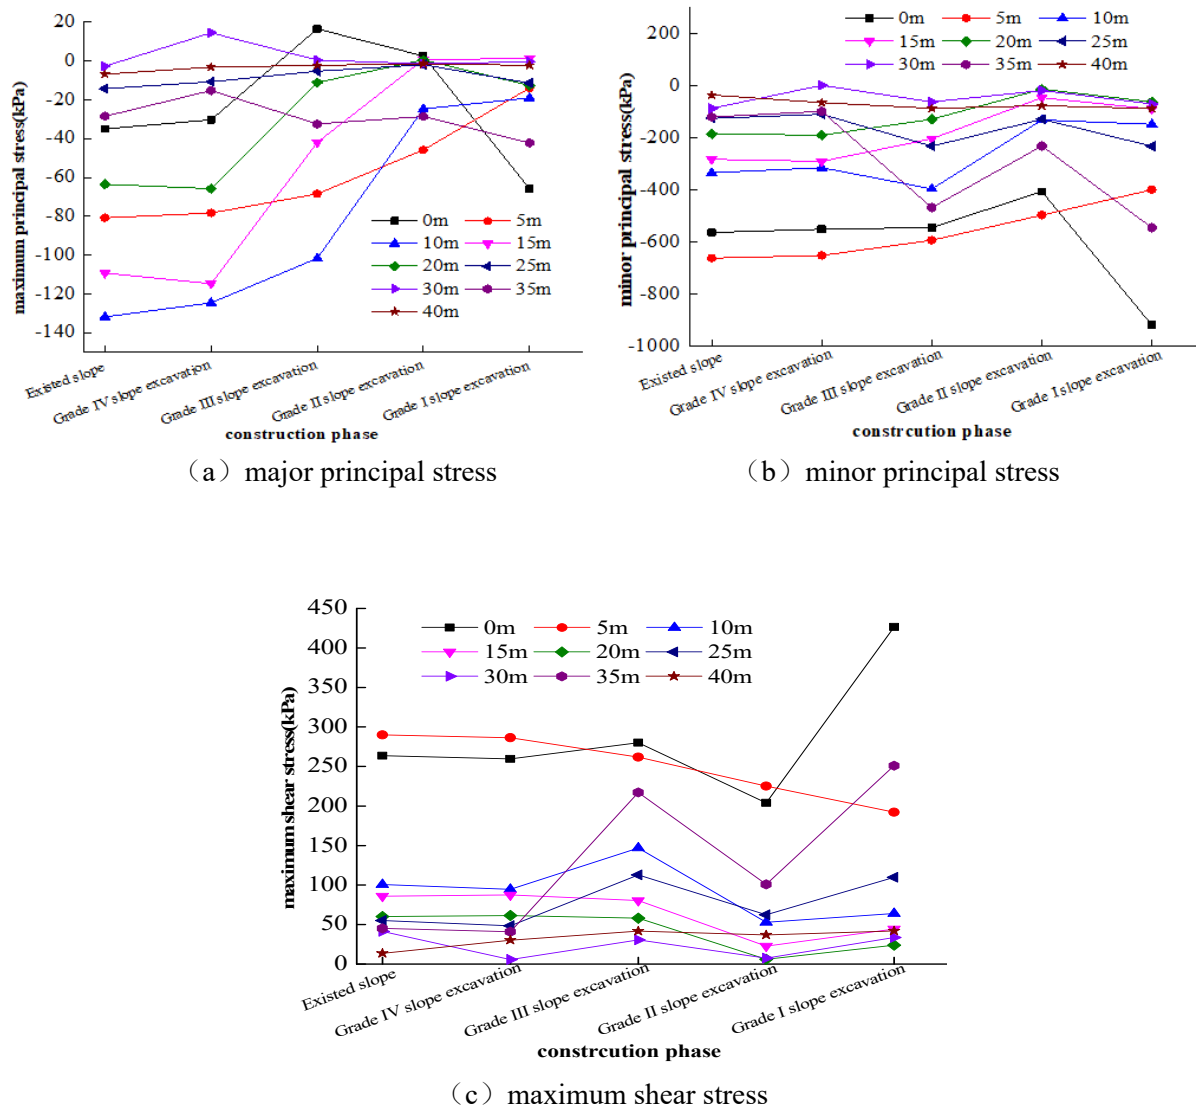 20
0
-20
-40
-60
-80
-100
-120
-140
maximum principal stress(kPa)
0m 5m
10m 15m
20m 25m
30m 35m
40m
Existed slope
Grade IV slope excavation
Grade III slope excavation
Grade II slope excavation
Grade I slope excavation
construction phase
（a）major principal stress
200
0
-200
-400
-600
-800
-1000
minor principal stress(kPa)
0m 5m 10m
15m 20m 25m
30m 35m 40m
Existed slope
Grade IV slope excavation
Grade III slope excavation
Grade II slope excavation
Grade I slope excavation
constrcution phase
（b）minor principal stress
450
400
350
300
250
200
150
100
50
0
maximum shear stress(kPa)
0m 5m 10m
15m 20m 25m
30m 35m 40m
Existed slope
Grade IV slope excavation
Grade III slope excavation
Grade II slope excavation
Grade I slope excavation
constrcution phase
（c）maximum shear stress